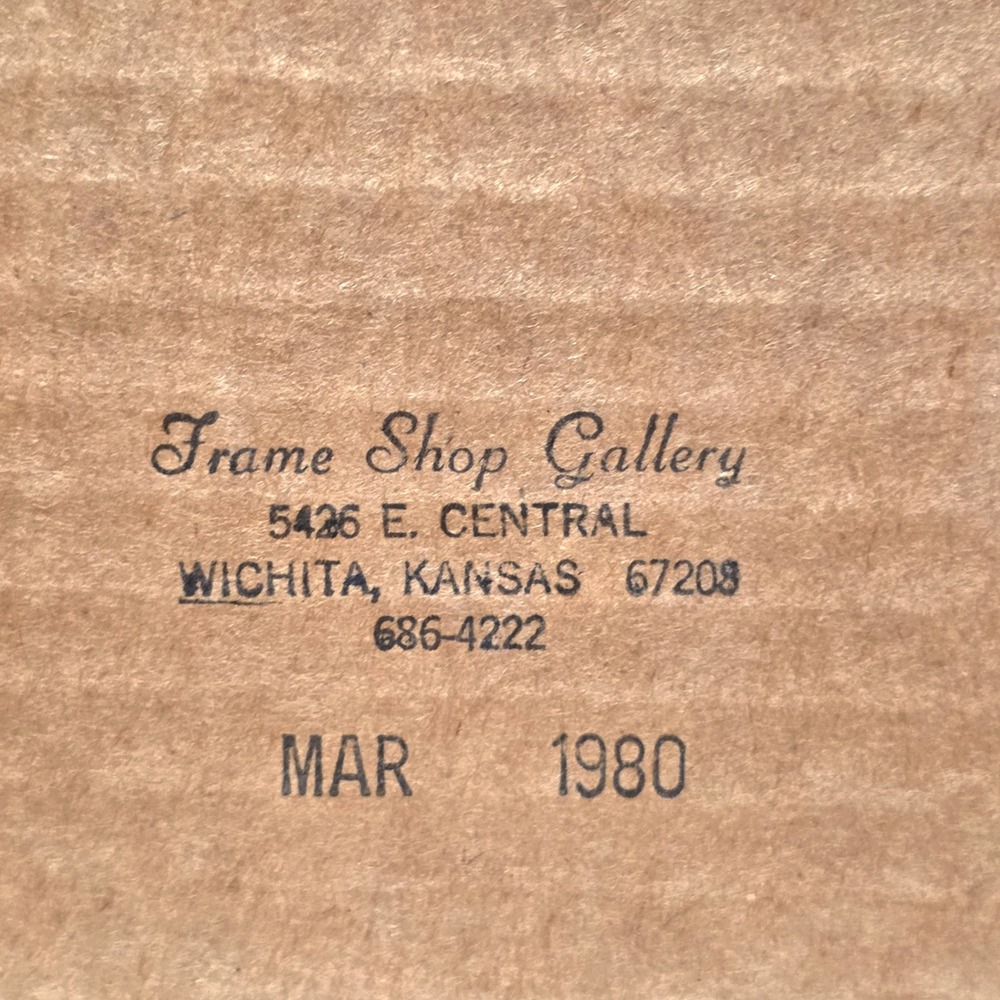 Frame Shop Gallery
5426 E. CENTRAL
WICHITA, KANSAS 67208
686-4222
MAR 1980